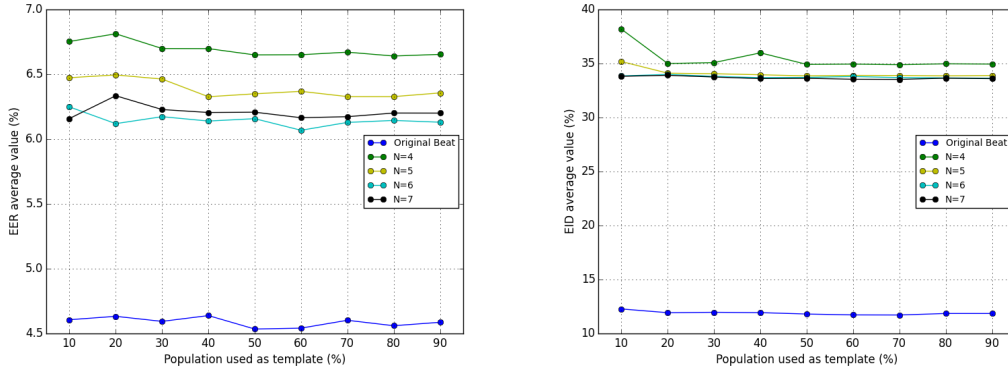 7.0
6.5
6.0
5.5
5.0
4.5
EER average value (%)
10 20 30 40 50 60 70 80 90
Population used as template (%)
Original Beat
N=4
N=5
N=6
N=7
40
35
30
25
20
15
10
EID average value (%)
10 20 30 40 50 60 70 80 90
Population used as template (%)
Original Beat
N=4
N=5
N=6
N=7